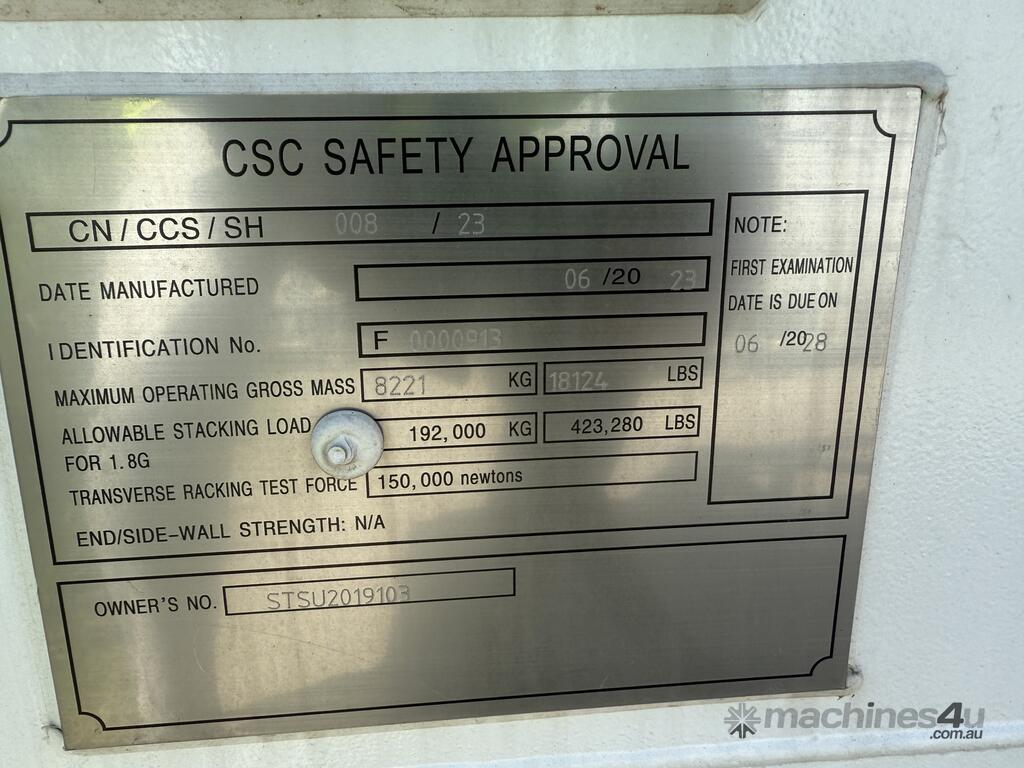 CSC SAFETY APPROVAL
CN/CCS/SH 008 / 23
DATE MANUFACTURED 06 /20 23
IDENTIFICATION No. F 0000913
MAXIMUM OPERATING GROSS MASS 8221 KG 18124 LBS
ALLOWABLE STACKING LOAD 192,000 KG 423,280 LBS
FOR 1.8G
TRANSVERSE RACKING TEST FORCE 150,000 newtons
END/SIDE-WALL STRENGTH: N/A
NOTE:
FIRST EXAMINATION
DATE IS DUE ON
06 /2028
OWNER'S NO. STSU2019103
machines4u
.com.au